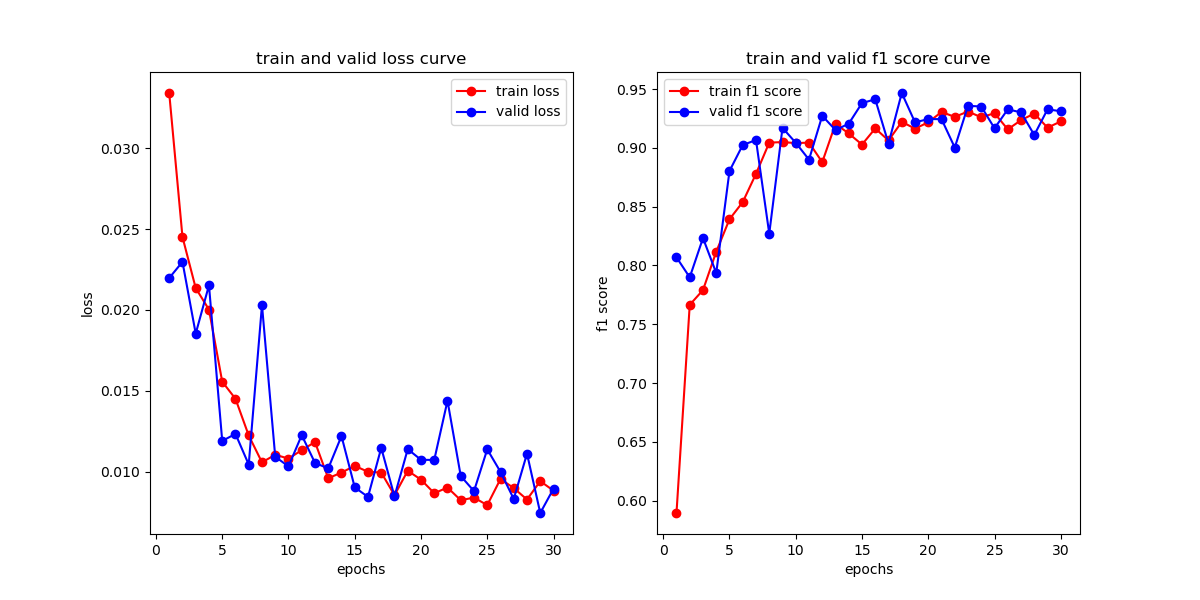 train and valid loss curve
train loss
valid loss
0.030
0.025
0.020
0.015
0.010
loss
0 5 10 15 20 25 30
epochs
train and valid f1 score curve
train f1 score
valid f1 score
0.95
0.90
0.85
0.80
0.75
0.70
0.65
0.60
f1 score
0 5 10 15 20 25 30
epochs